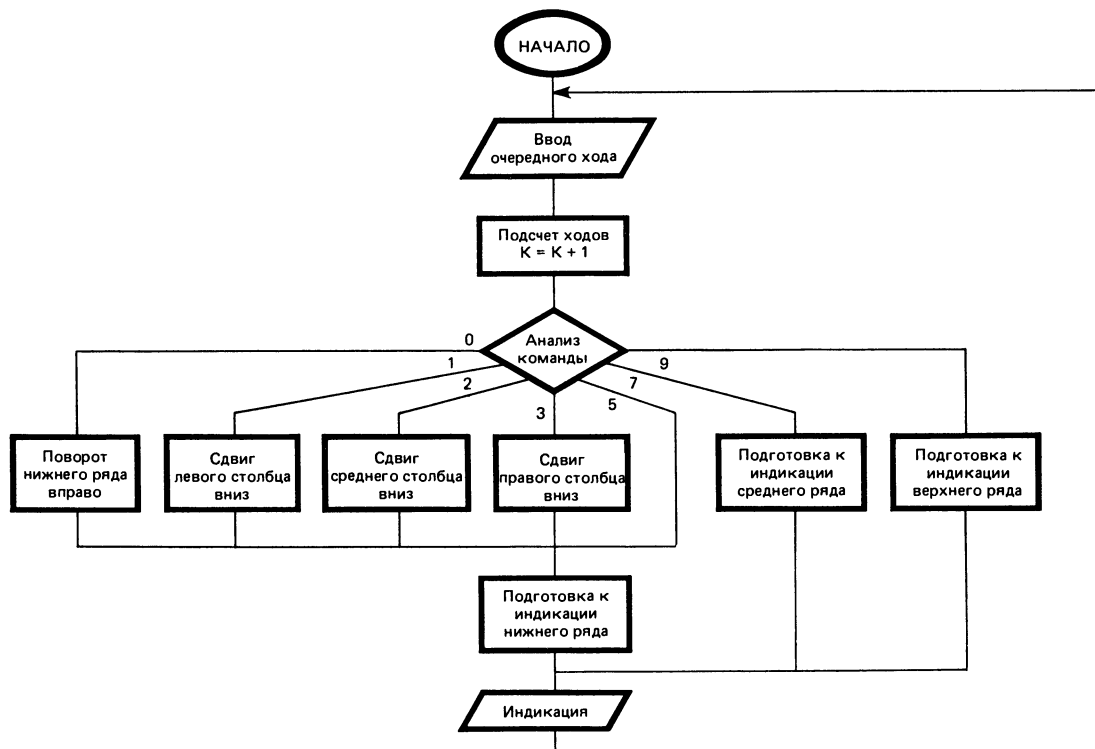 НАЧАЛО
Ввод
очередного хода
Подсчет ходов
К = К + 1
Анализ
команды
0
1
2
3
5
7
9
Поворот
нижнего ряда
вправо
Сдвиг
левого столбца
вниз
Сдвиг
среднего столбца
вниз
Сдвиг
правого столбца
вниз
Подготовка к
индикации
среднего ряда
Подготовка к
индикации
верхнего ряда
Подготовка к
индикации
нижнего ряда
Индикация